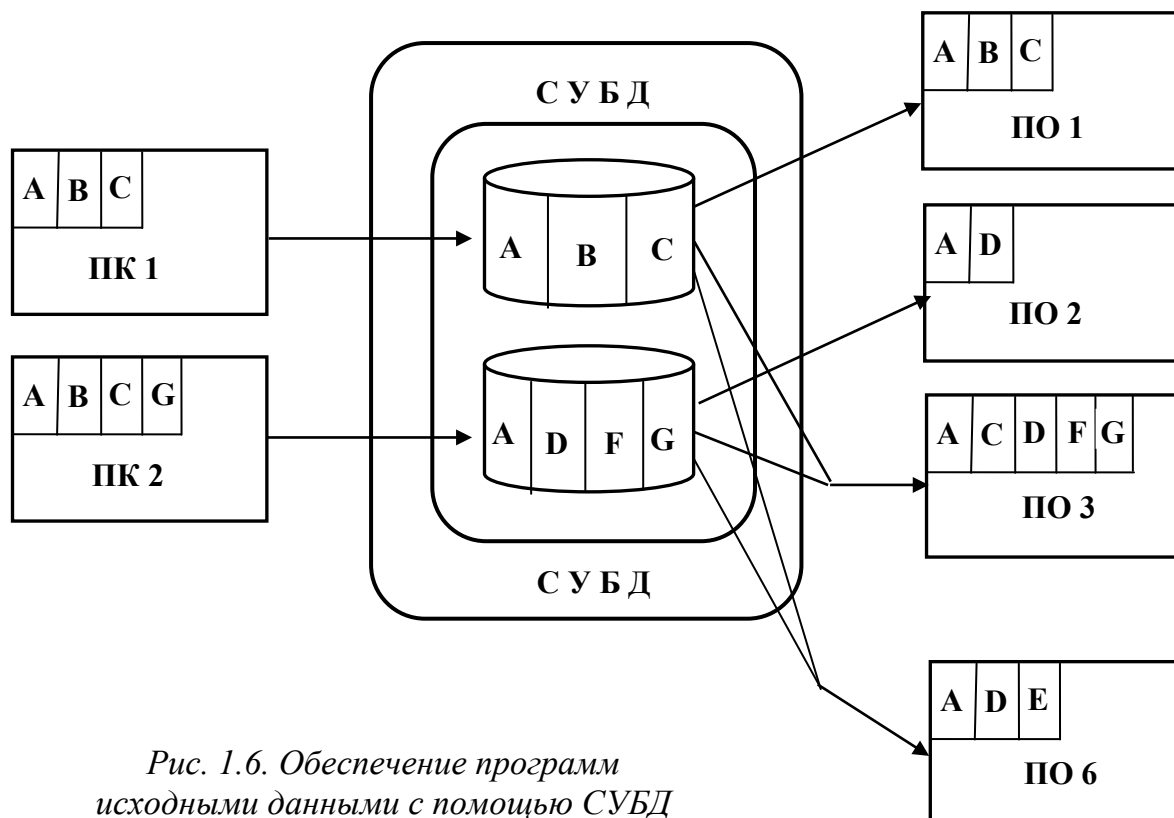 С У Б Д
A B C
ПО 1
A B C
ПК 1
A B C
A D
ПО 2
A B C G
ПК 2
A D F G
A C D F G
ПО 3
С У Б Д
A D E
ПО 6
Рис. 1.6. Обеспечение программ
исходными данными с помощью СУБД